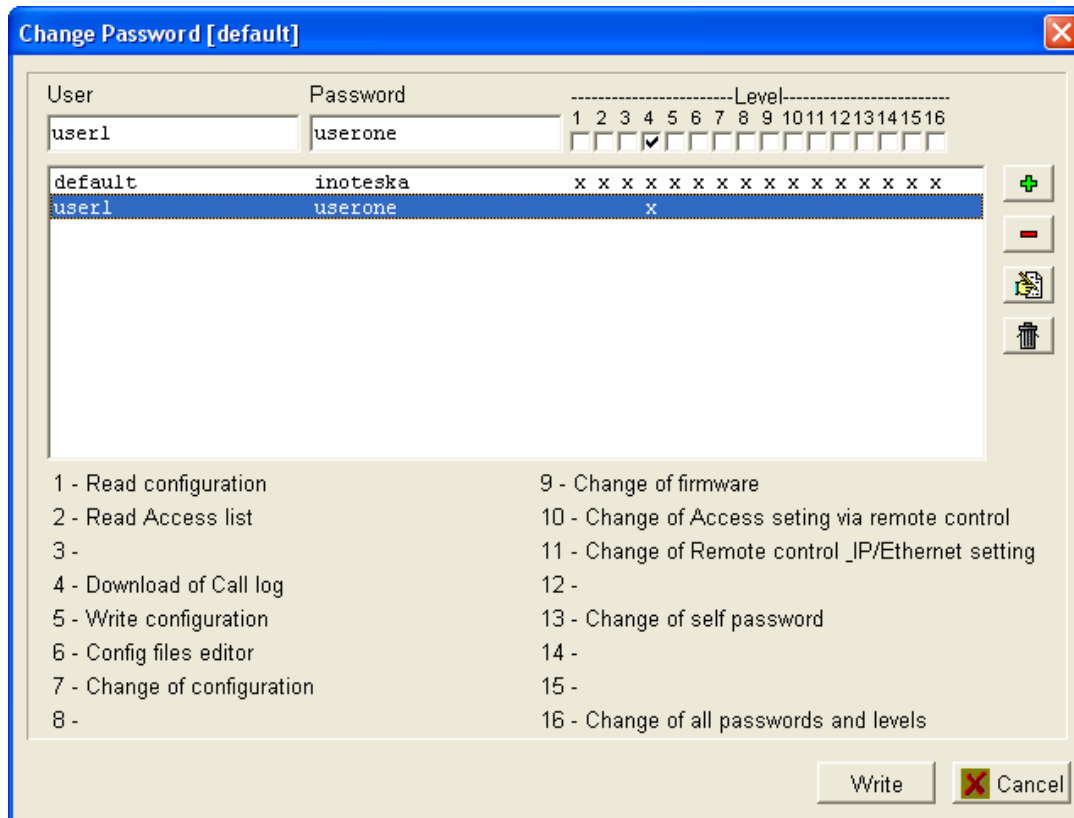 Change Password [default]
User Password -----------------------Level-----------------------
1 2 3 4 5 6 7 8 9 10 11 12 13 14 15 16
user1 userone
default inoteska x x x x x x x x x x x x x x x x
user1 userone x
1 - Read configuration
2 - Read Access list
3 -
4 - Download of Call log
5 - Write configuration
6 - Config files editor
7 - Change of configuration
8 -
9 - Change of firmware
10 - Change of Access seting via remote control
11 - Change of Remote control _IP/Ethernet setting
12 -
13 - Change of self password
14 -
15 -
16 - Change of all passwords and levels
Write Cancel